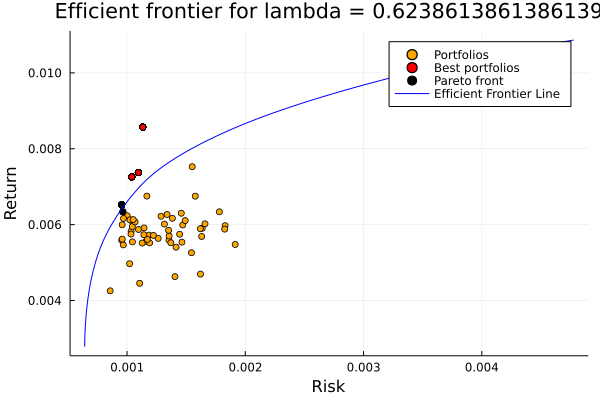 Efficient frontier for lambda = 0.6238613861386139
Portfolios
Best portfolios
Pareto front
Efficient Frontier Line
0.010
0.008
0.006
0.004
Return
0.001
0.002
0.003
0.004
Risk